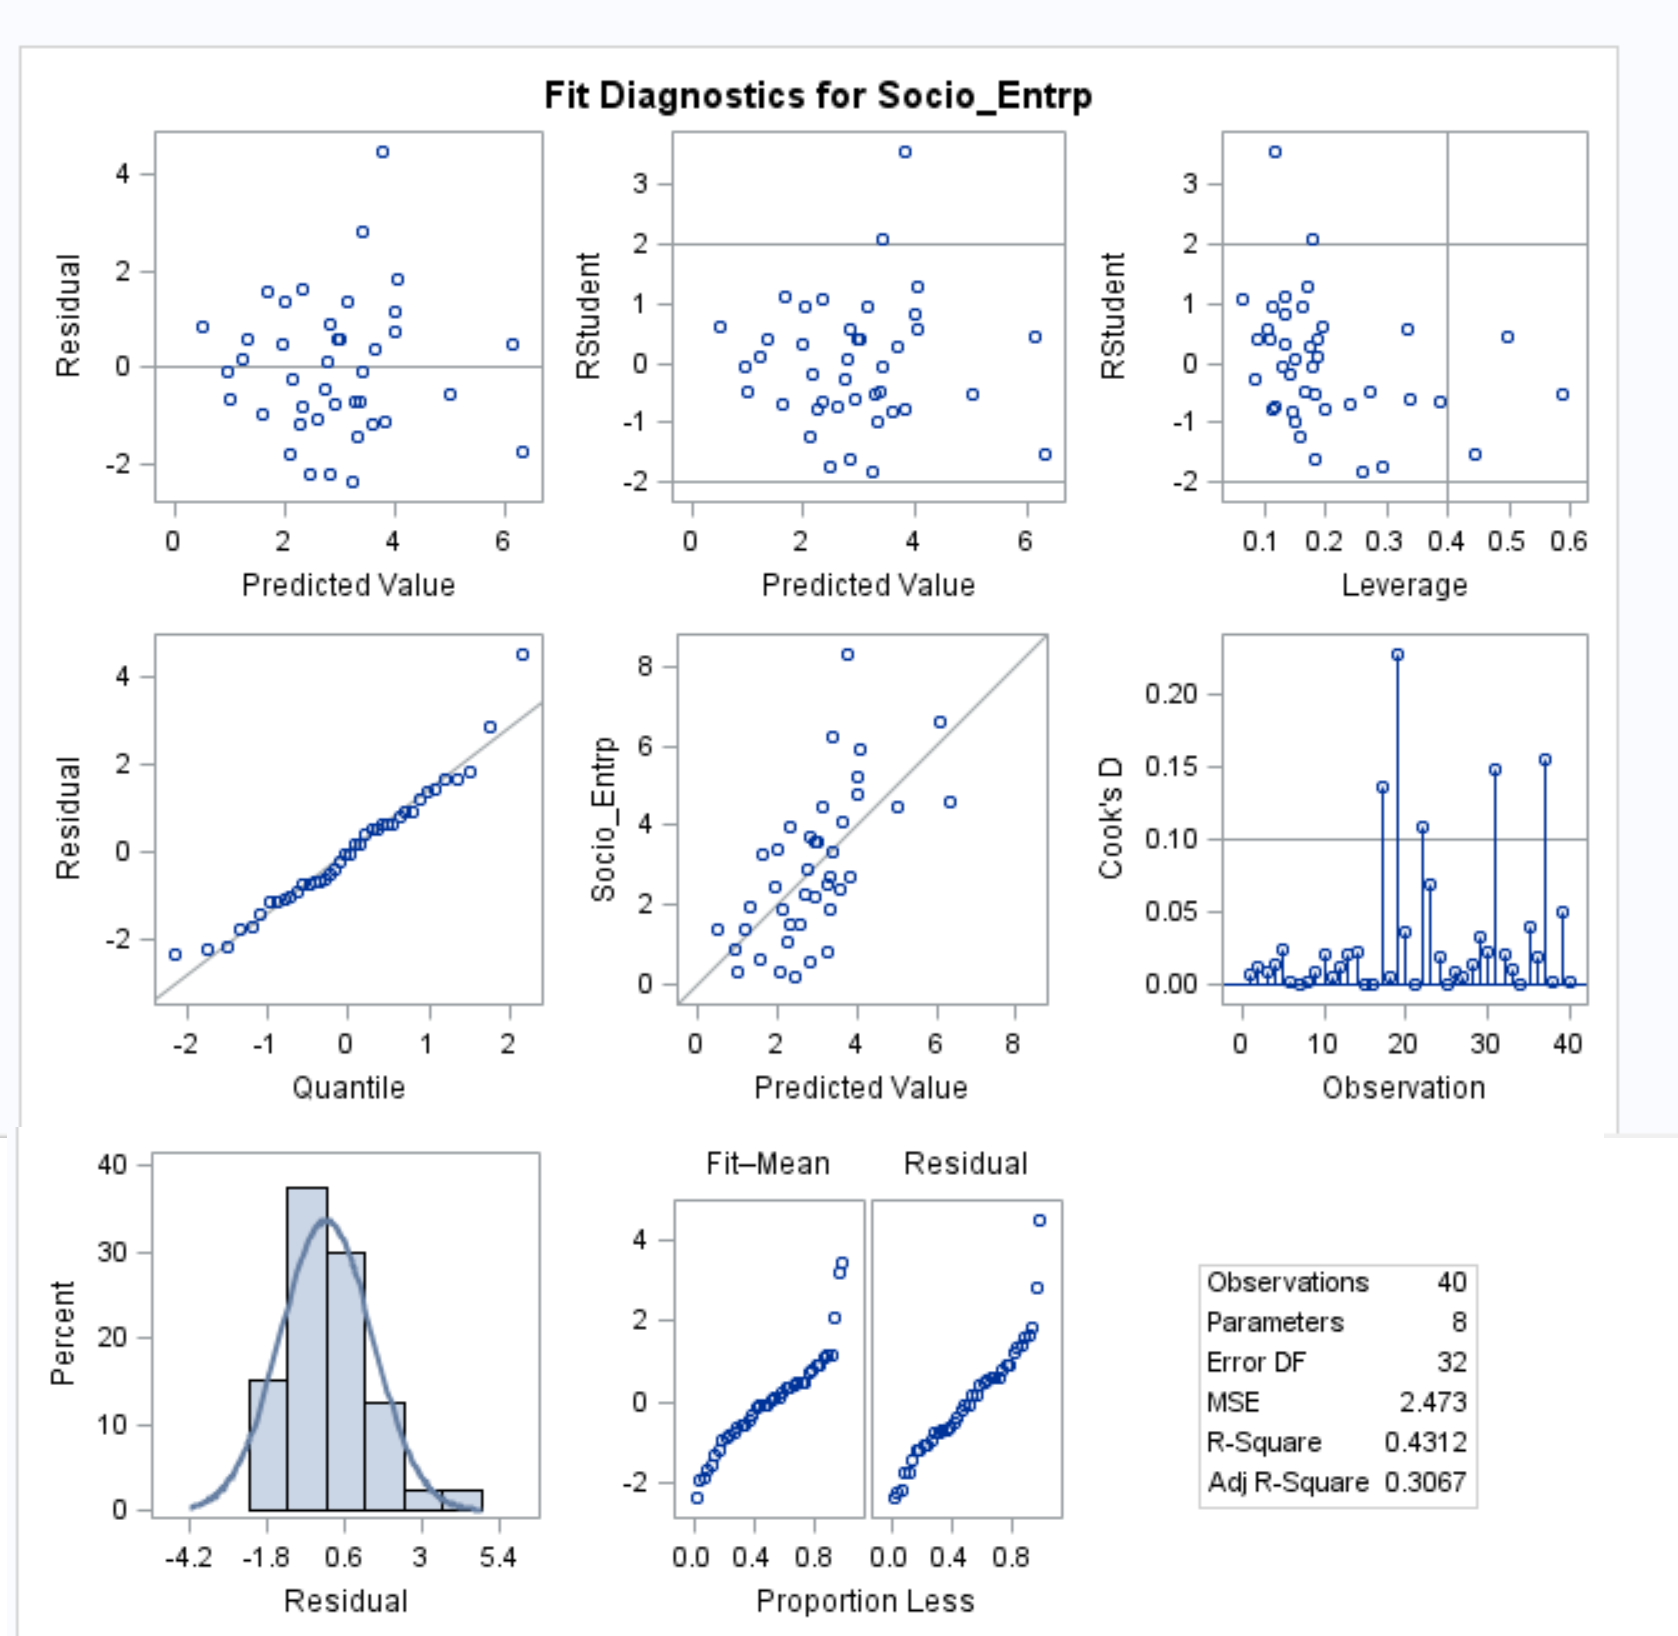 Fit Diagnostics for Socio_Entrp
4
2
0
-2
Residual
0 2 4 6
Predicted Value
3
2
1
0
-1
-2
RStudent
0 2 4 6
Predicted Value
3
2
1
0
-1
-2
RStudent
0.1 0.2 0.3 0.4 0.5 0.6
Leverage
4
2
0
-2
Residual
-2 -1 0 1 2
Quantile
8
6
4
2
0
Socio_Entrp
0 2 4 6 8
Predicted Value
0.20
0.15
0.10
0.05
0.00
Cook's D
0 10 20 30 40
Observation
40
30
20
10
0
Percent
-4.2 -1.8 0.6 3 5.4
Residual
Fit–Mean Residual
4
2
0
-2
0.0 0.4 0.8 0.0 0.4 0.8
Proportion Less
Observations 40
Parameters 8
Error DF 32
MSE 2.473
R-Square 0.4312
Adj R-Square 0.3067